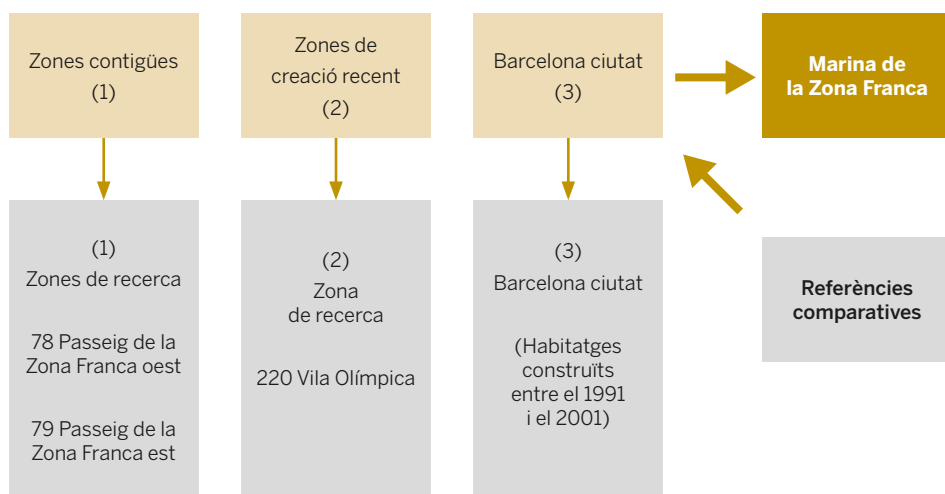 Zones contigües
(1)
Zones de
creació recent
(2)
Barcelona ciutat
(3)
Marina de
la Zona Franca
(1)
Zones de recerca
78 Passeig de la
Zona Franca oest
79 Passeig de la
Zona Franca est
(2)
Zona
de recerca
220 Vila Olímpica
(3)
Barcelona ciutat
(Habitatges
construïts
entre el 1991
i el 2001)
Referències
comparatives